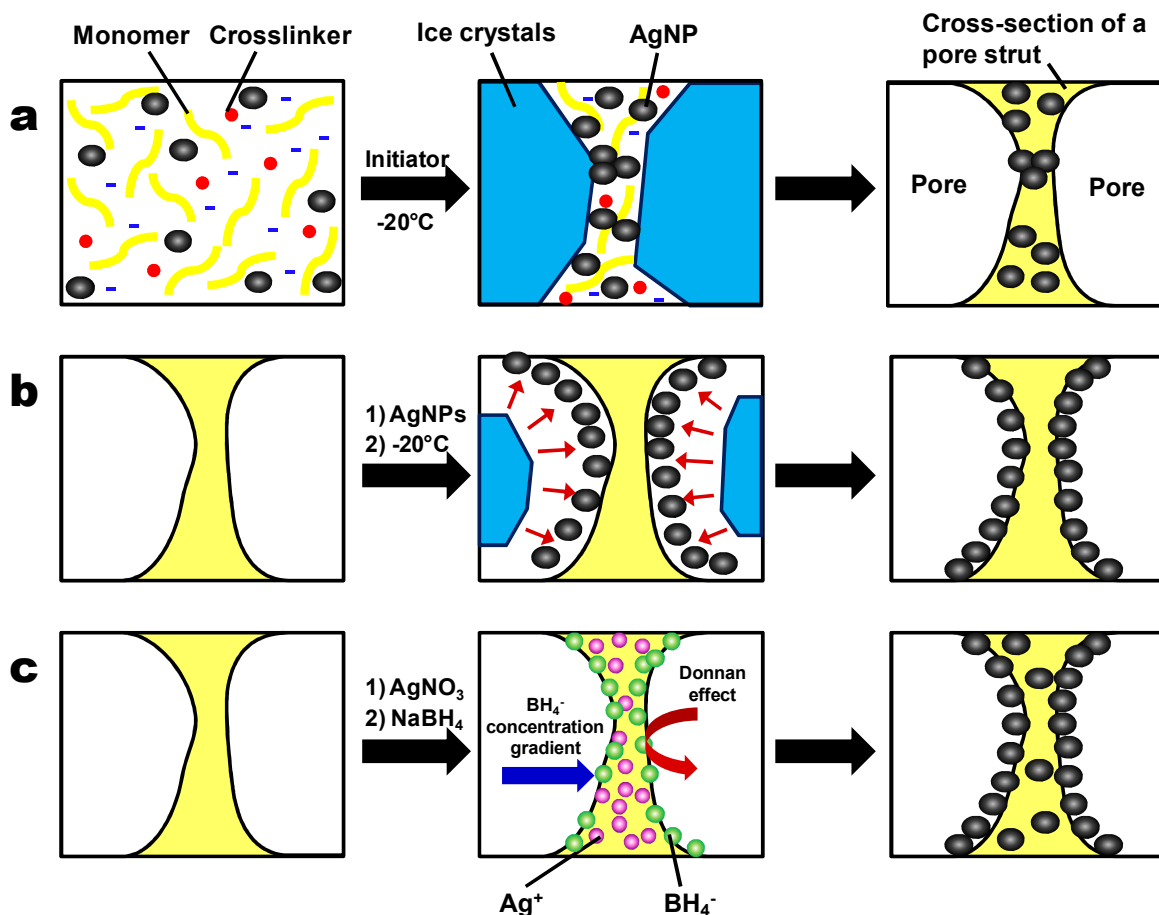 Monomer
Crosslinker
Ice crystals
AgNP
Cross-section of a
pore strut
a
Initiator
-20°C
Pore
Pore
b
1) AgNPs
2) -20°C
c
1) AgNO₃
2) NaBH₄
BH₄⁻
concentration
gradient
Donnan
effect
Ag⁺
BH₄⁻